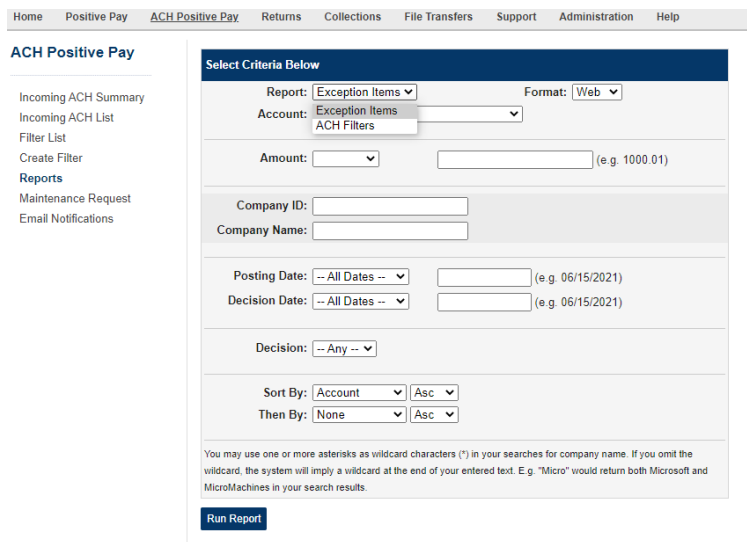 Home Positive Pay ACH Positive Pay Returns Collections File Transfers Support Administration Help
ACH Positive Pay
Incoming ACH Summary
Incoming ACH List
Filter List
Create Filter
Reports
Maintenance Request
Email Notifications
Select Criteria Below
Report: Exception Items Format: Web
Exception Items
Account:
ACH Filters
Amount: (e.g. 1000.01)
Company ID:
Company Name:
Posting Date: -- All Dates -- (e.g. 06/15/2021)
Decision Date: -- All Dates -- (e.g. 06/15/2021)
Decision: -- Any --
Sort By: Account Asc
Then By: None Asc
You may use one or more asterisks as wildcard characters (*) in your searches for company name. If you omit the
wildcard, the system will imply a wildcard at the end of your entered text. E.g. "Micro" would return both Microsoft and
MicroMachines in your search results.
Run Report